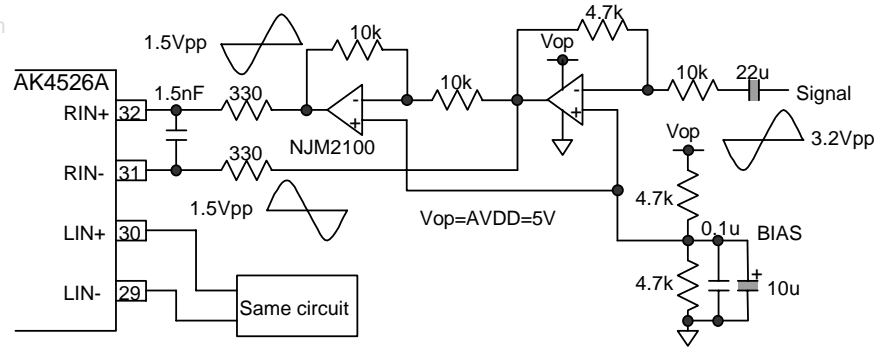 4.7k
10k
1.5Vpp
Vop
AK4526A
1.5nF
330
10k
10k
22u
Signal
RIN+
32
-
+
-
+
NJM2100
330
Vop
3.2Vpp
RIN-
31
4.7k
1.5Vpp
Vop=AVDD=5V
LIN+
30
0.1u
BIAS
+
4.7k
10u
LIN-
29
Same circuit